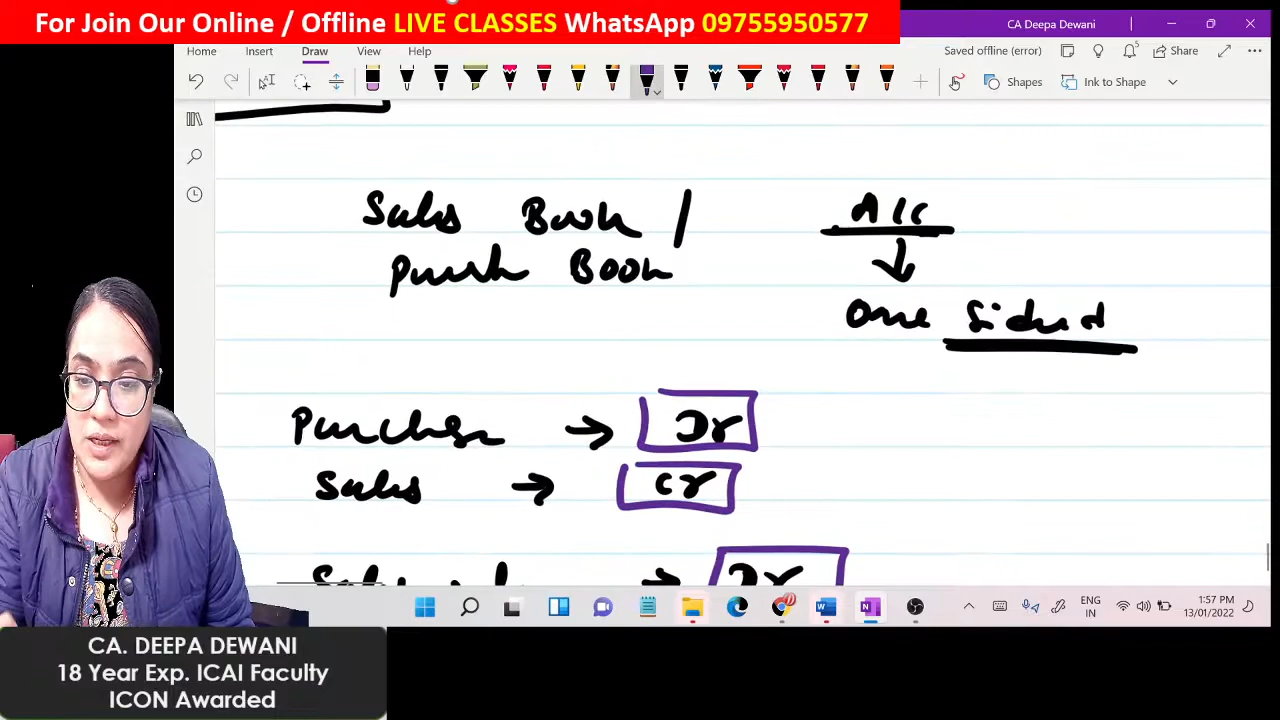 For Join Our Online / Offline LIVE CLASSES WhatsApp 09755950577
CA Deepa Dewani
Home Insert Draw View Help
Saved offline (error)
5
Share
Shapes
Ink to Shape
Sales Book /
Purch Book
A/c
↓
One Sided
Purchase → Dr
Sales → Cr
→ Dr
ENG
IN
1:57 PM
13/01/2022
CA. DEEPA DEWANI
18 Year Exp. ICAI Faculty
ICON Awarded